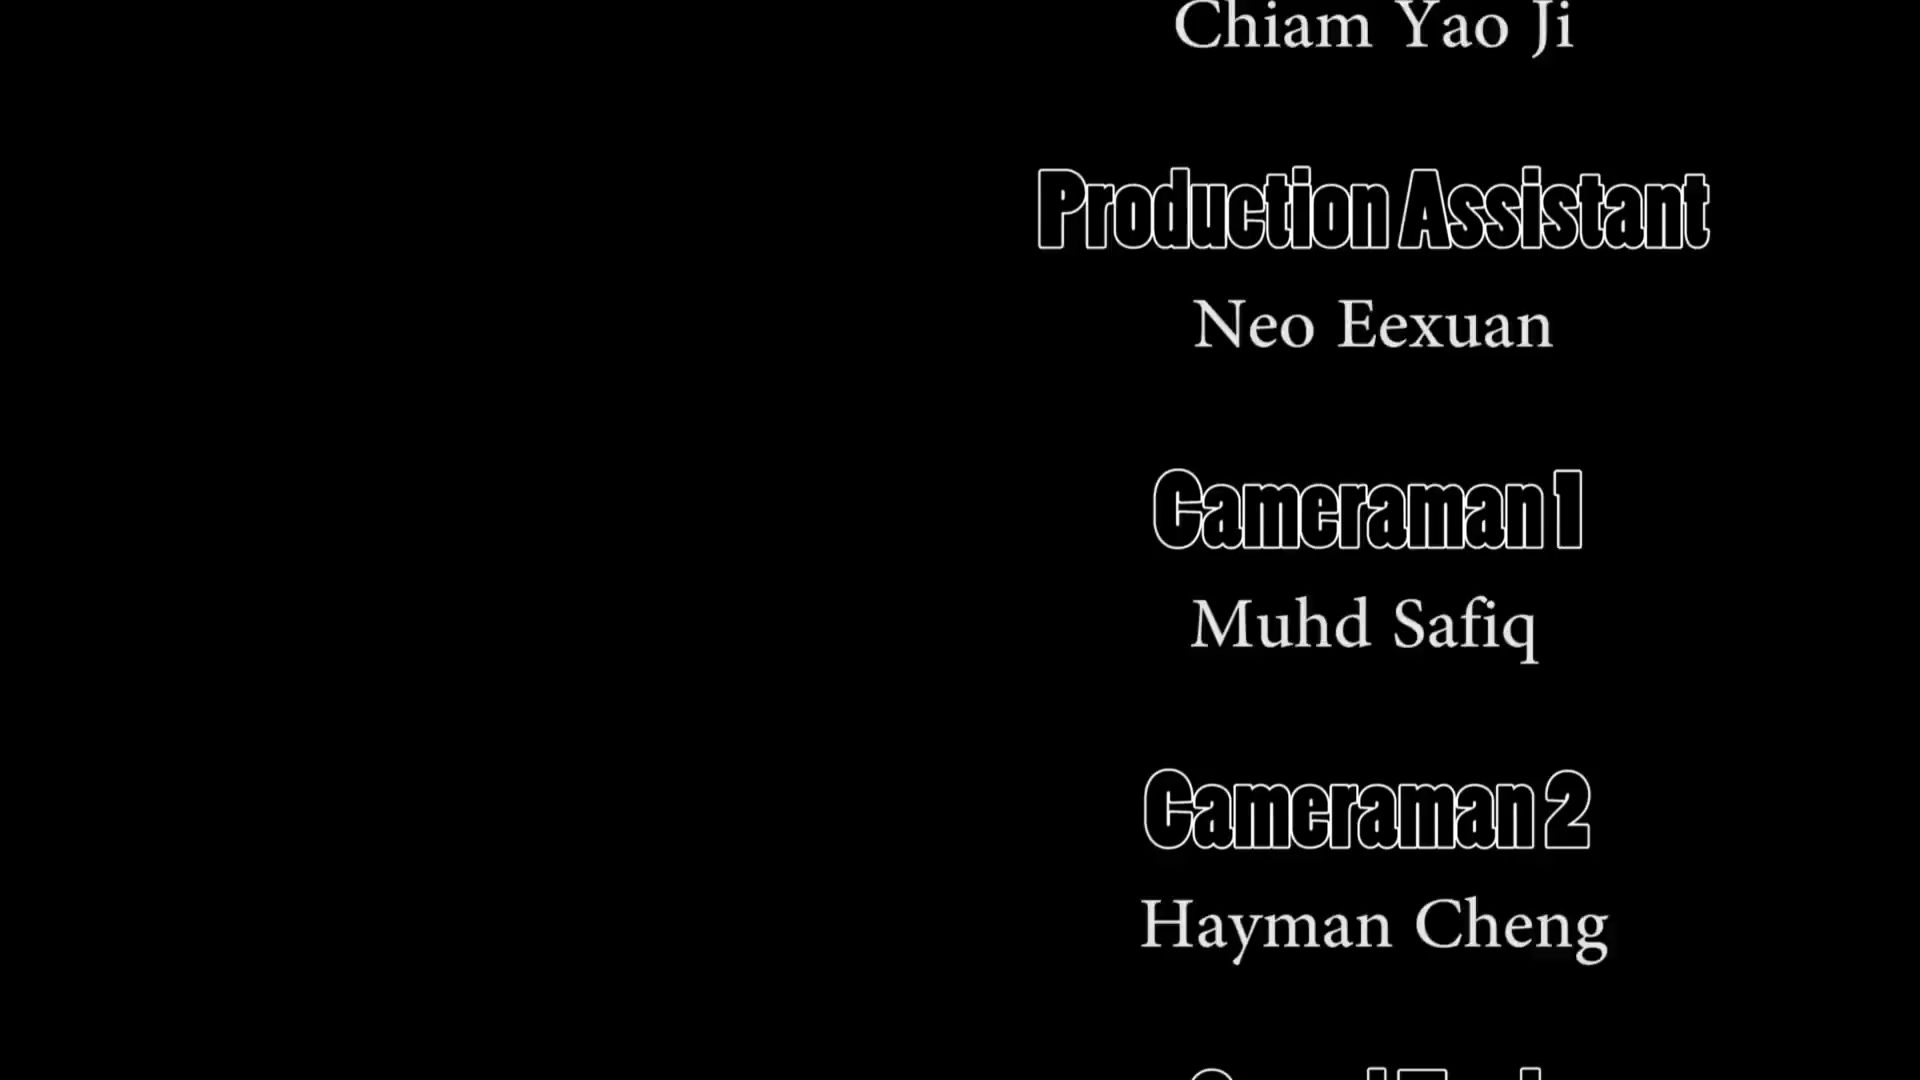 Chiam Yao Ji
Production Assistant
Neo Eexuan
Cameraman 1
Muhd Safiq
Cameraman 2
Hayman Cheng